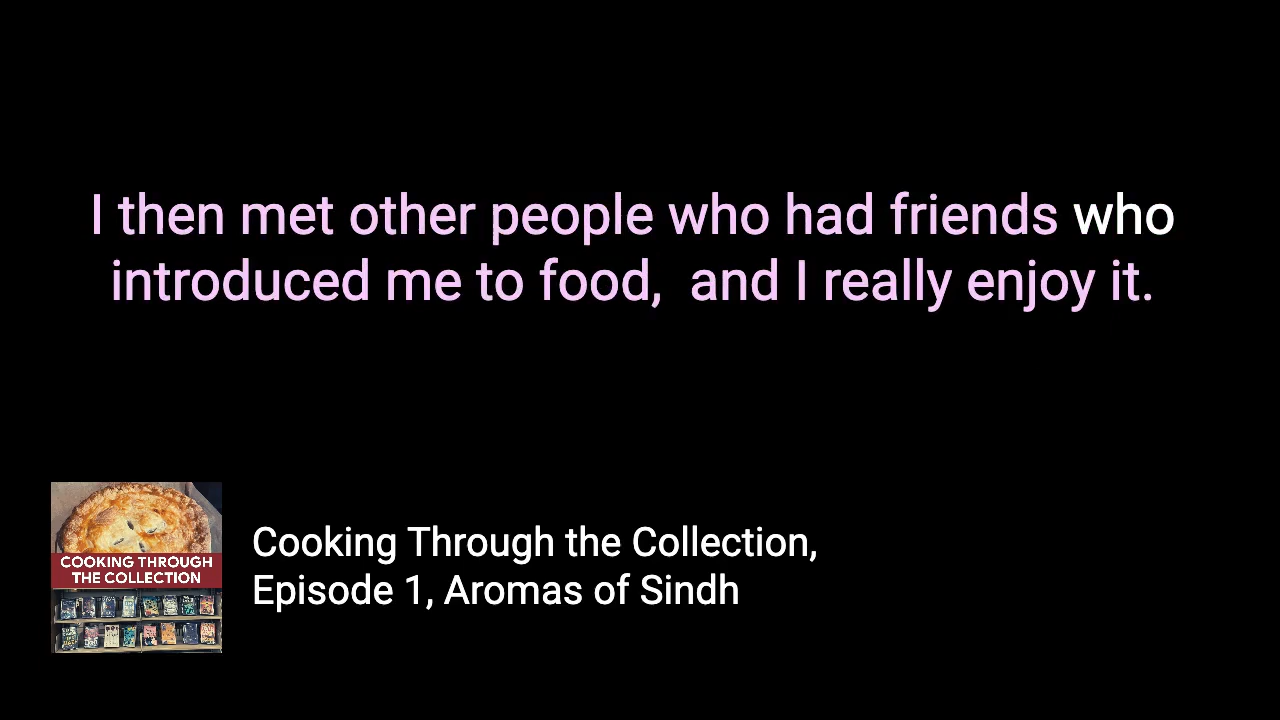 I then met other people who had friends who
introduced me to food,  and I really enjoy it.
COOKING THROUGH
THE COLLECTION
Cooking Through the Collection,
Episode 1, Aromas of Sindh